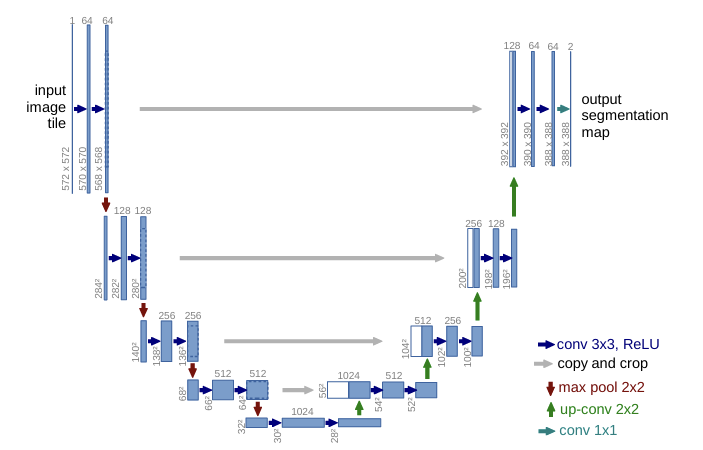 1 64 64
input
image
tile
572 x 572
570 x 570
568 x 568
128 64 64 2
392 x 392
390 x 390
388 x 388
388 x 388
output
segmentation
map
128 128
284²
282²
280²
256 128
200²
198²
196²
256 256
140²
138²
136²
512 256
104²
102²
100²
512 512
68²
66²
64²
1024 512
56²
54²
52²
1024
32²
30²
28²
conv 3x3, ReLU
copy and crop
max pool 2x2
up-conv 2x2
conv 1x1